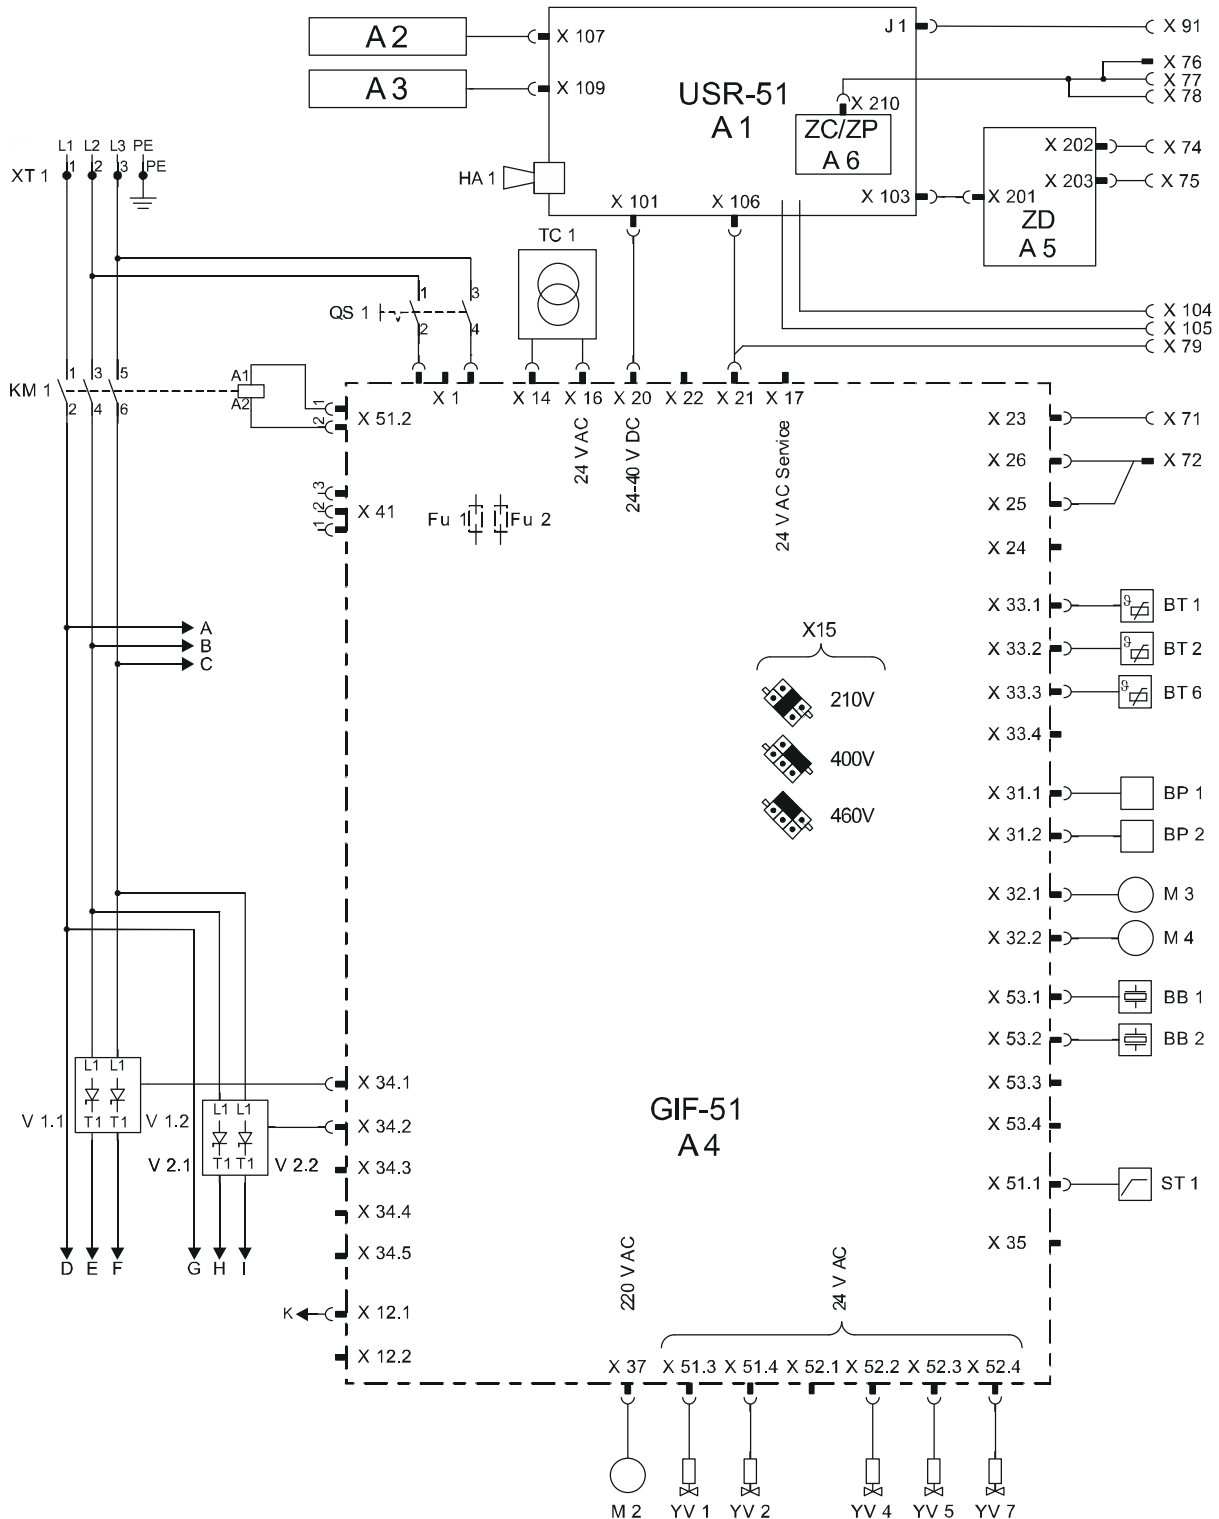 A 2
X 107
J 1
X 91
A 3
X 109
USR-51
A 1
X 210
X 76
X 77
X 78
ZC/ZP
A 6
L1 L2 L3 PE
1 2 3 PE
XT 1
HA 1
X 101
X 106
X 103
X 202
X 74
X 203
X 75
X 201
ZD
A 5
TC 1
1 3
QS 1
2 4
X 104
X 105
X 79
1 3 5
KM 1
2 4 6
A1
A2
1
2
X 51.2
X 1
X 14
X 16
X 20
X 22
X 21
X 17
24 V AC
24-40 V DC
24 V AC Service
X 23
X 71
X 26
X 72
X 25
X 24
3
2
1
X 41
Fu 1
Fu 2
X 33.1
BT 1
X 33.2
BT 2
X 33.3
BT 6
X 33.4
ϑ
ϑ
ϑ
A
B
C
X15
210V
400V
460V
X 31.1
BP 1
X 31.2
BP 2
X 32.1
M 3
X 32.2
M 4
X 53.1
BB 1
X 53.2
BB 2
X 53.3
X 53.4
X 51.1
ST 1
X 35
L1 L1
V 1.1
T1 T1
V 1.2
L1 L1
V 2.1
T1 T1
V 2.2
X 34.1
X 34.2
X 34.3
X 34.4
X 34.5
GIF-51
A 4
D E F G H I
K
X 12.1
X 12.2
220 V AC
24 V AC
X 37
X 51.3
X 51.4
X 52.1
X 52.2
X 52.3
X 52.4
M 2
YV 1
YV 2
YV 4
YV 5
YV 7